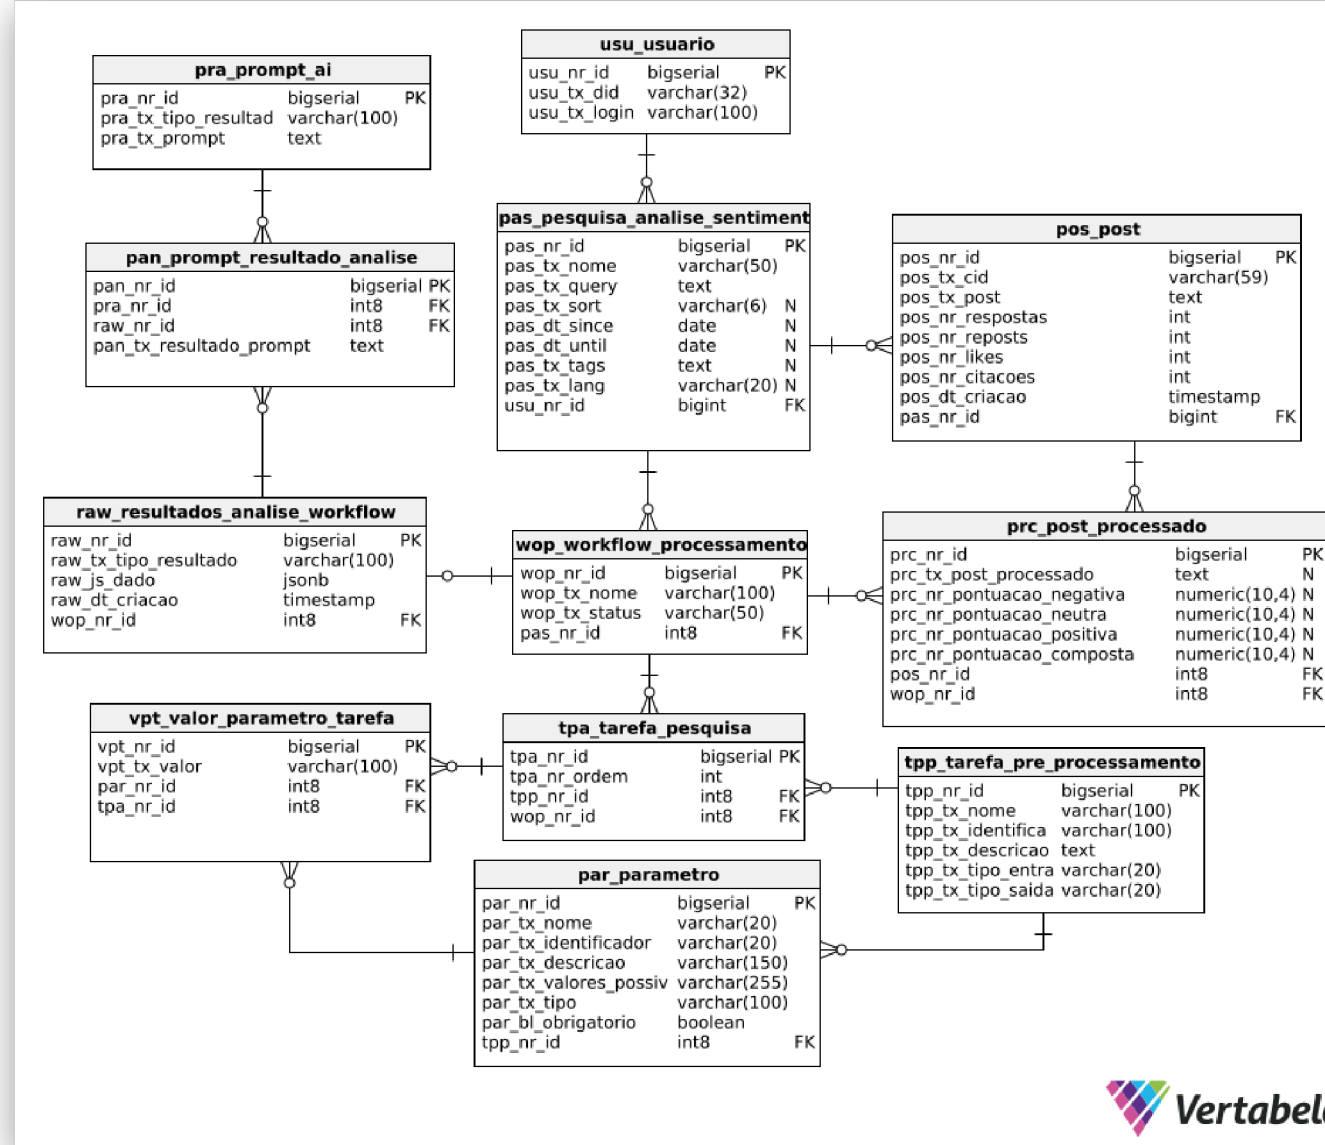 usu_usuario
usu_nr_id bigserial PK
usu_tx_did varchar(32)
usu_tx_login varchar(100)
pra_prompt_ai
pra_nr_id bigserial PK
pra_tx_tipo_resultad varchar(100)
pra_tx_prompt text
pas_pesquisa_analise_sentiment
pas_nr_id bigserial PK
pas_tx_nome varchar(50)
pas_tx_query text
pas_tx_sort varchar(6) N
pas_dt_since date N
pas_dt_until date N
pas_tx_tags text N
pas_tx_lang varchar(20) N
usu_nr_id bigint FK
pos_post
pos_nr_id bigserial PK
pos_tx_cid varchar(59)
pos_tx_post text
pos_nr_respostas int
pos_nr_reposts int
pos_nr_likes int
pos_nr_citacoes int
pos_dt_criacao timestamp
pas_nr_id bigint FK
pan_prompt_resultado_analise
pan_nr_id bigserial PK
pra_nr_id int8 FK
raw_nr_id int8 FK
pan_tx_resultado_prompt text
raw_resultados_analise_workflow
raw_nr_id bigserial PK
raw_tx_tipo_resultado varchar(100)
raw_js_dado jsonb
raw_dt_criacao timestamp
wop_nr_id int8 FK
wop_workflow_processamento
wop_nr_id bigserial PK
wop_tx_nome varchar(100)
wop_tx_status varchar(50)
pas_nr_id int8 FK
prc_post_processado
prc_nr_id bigserial PK
prc_tx_post_processado text N
prc_nr_pontuacao_negativa numeric(10,4) N
prc_nr_pontuacao_neutra numeric(10,4) N
prc_nr_pontuacao_positiva numeric(10,4) N
prc_nr_pontuacao_composta numeric(10,4) N
pos_nr_id int8 FK
wop_nr_id int8 FK
vpt_valor_parametro_tarefa
vpt_nr_id bigserial PK
vpt_tx_valor varchar(100)
par_nr_id int8 FK
tpa_nr_id int8 FK
tpa_tarefa_pesquisa
tpa_nr_id bigserial PK
tpa_nr_ordem int
tpp_nr_id int8 FK
wop_nr_id int8 FK
tpp_tarefa_pre_processamento
tpp_nr_id bigserial PK
tpp_tx_nome varchar(100)
tpp_tx_identifica varchar(100)
tpp_tx_descricao text
tpp_tx_tipo_entra varchar(20)
tpp_tx_tipo_saida varchar(20)
par_parametro
par_nr_id bigserial PK
par_tx_nome varchar(20)
par_tx_identificador varchar(20)
par_tx_descricao varchar(150)
par_tx_valores_possiv varchar(255)
par_tx_tipo varchar(100)
par_bl_obrigatorio boolean
tpp_nr_id int8 FK
Vertabelo